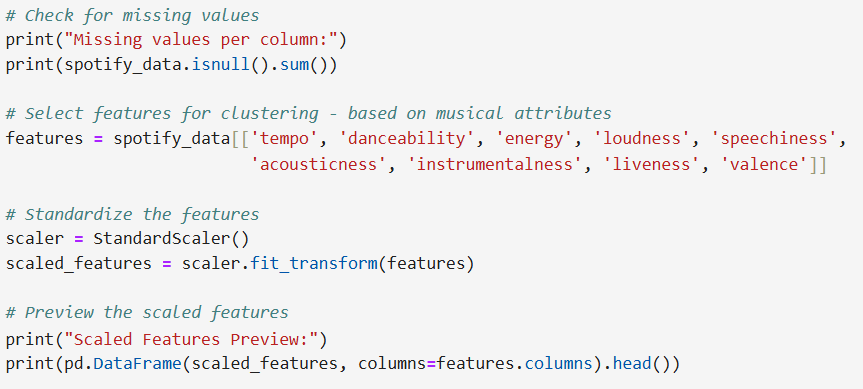 # Check for missing values
print("Missing values per column:")
print(spotify_data.isnull().sum())
# Select features for clustering - based on musical attributes
features = spotify_data[['tempo', 'danceability', 'energy', 'loudness', 'speechiness',
'acousticness', 'instrumentalness', 'liveness', 'valence']]
# Standardize the features
scaler = StandardScaler()
scaled_features = scaler.fit_transform(features)
# Preview the scaled features
print("Scaled Features Preview:")
print(pd.DataFrame(scaled_features, columns=features.columns).head())